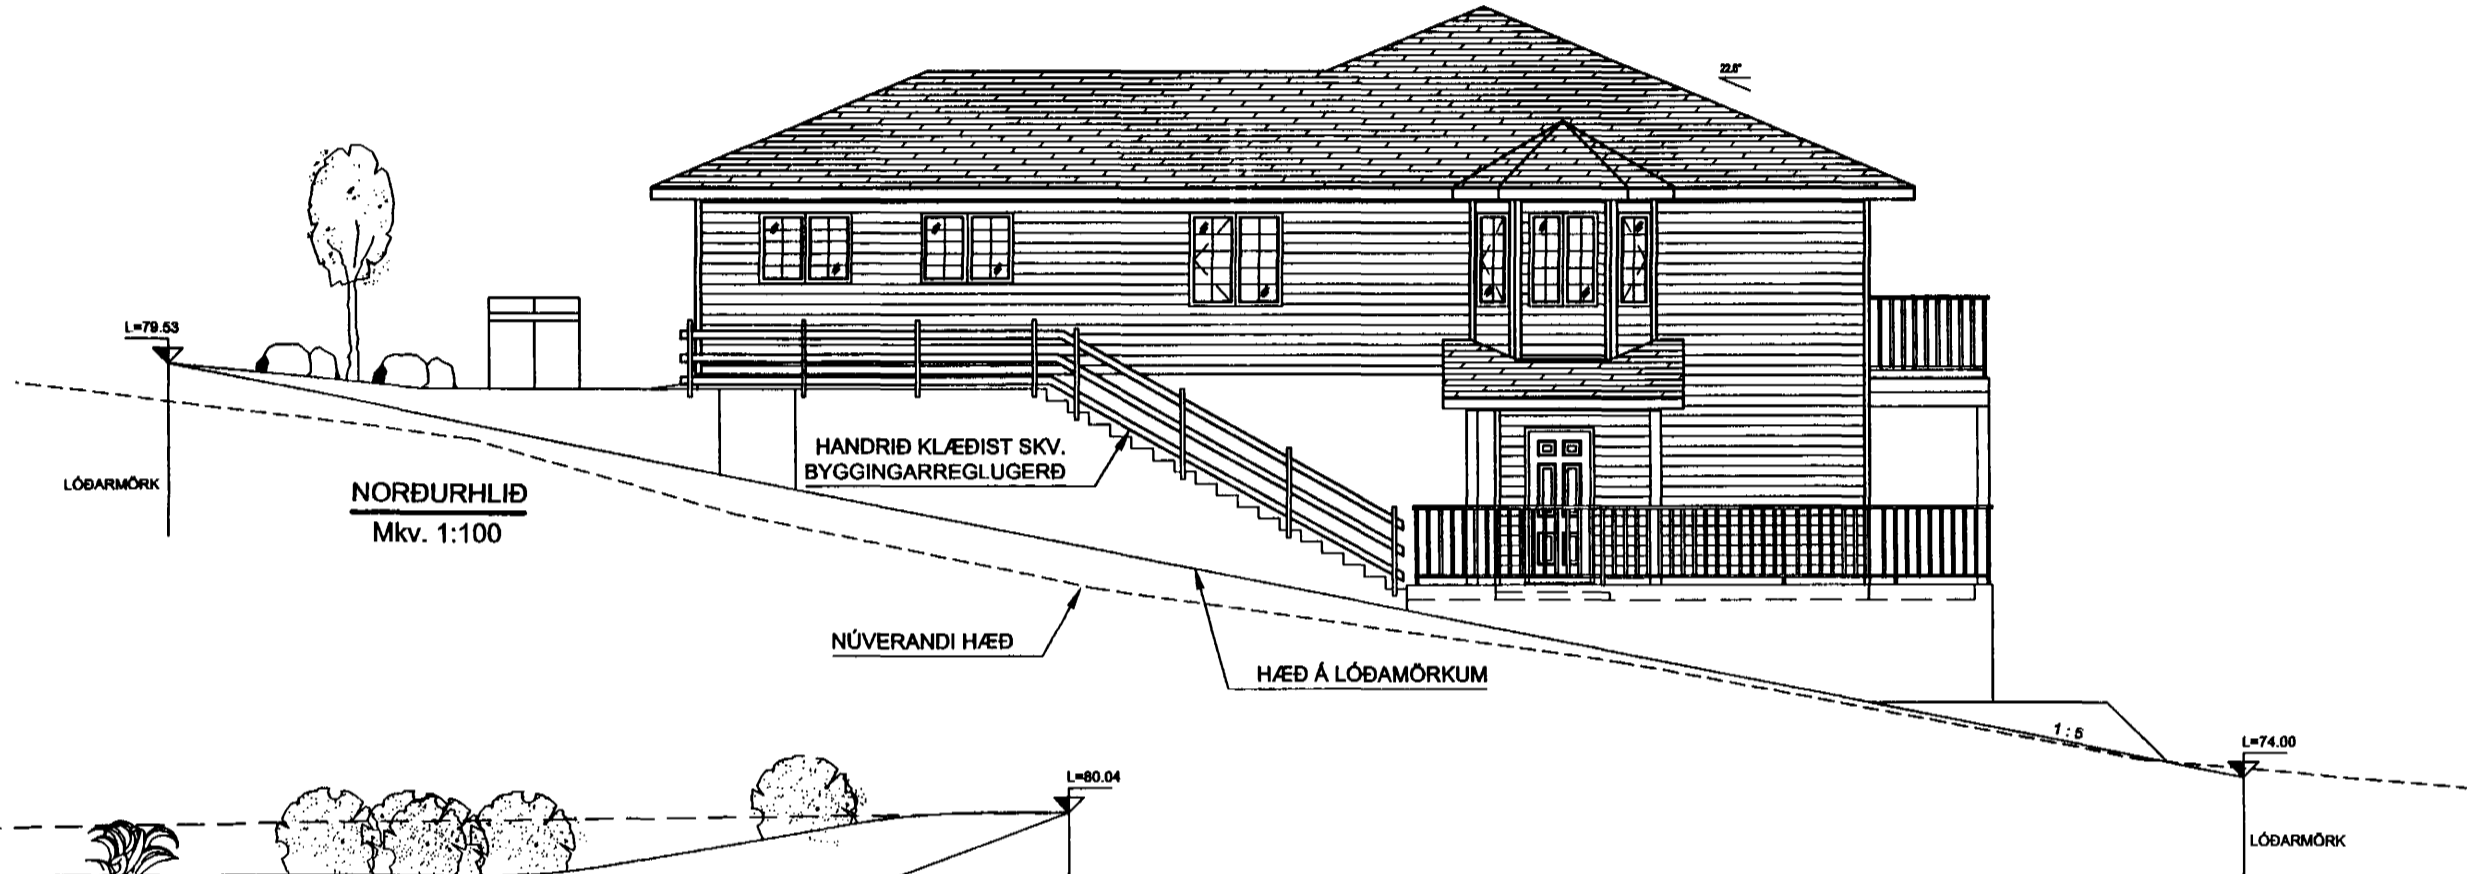 22.6°
L=79.53
HANDRIÐ KLÆÐIST SKV.
BYGGINGARREGLUGERÐ
LÓÐARMÖRK
NORÐURHLIÐ
Mkv. 1:100
NÚVERANDI HÆÐ
HÆÐ Á LÓÐAMÖRKUM
1:5
L=74.00
L=80.04
LÓÐARMÖRK